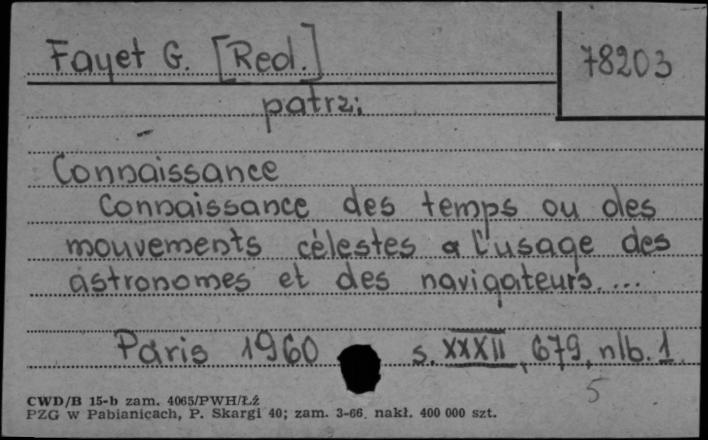 Fayet G. [Red.]
78203
patrz:
Connaissance
Connaissance des temps ou des
mouvements célestes a l'usage des
astronomes et des navigateurs....
Paris 1960 s. XXXII, 679, nlb. 1.
5
CWD/B 15-b zam. 4065/PWH/Łź
PZG w Pabianicach, P. Skargi 40; zam. 3-66. nakł. 400 000 szt.